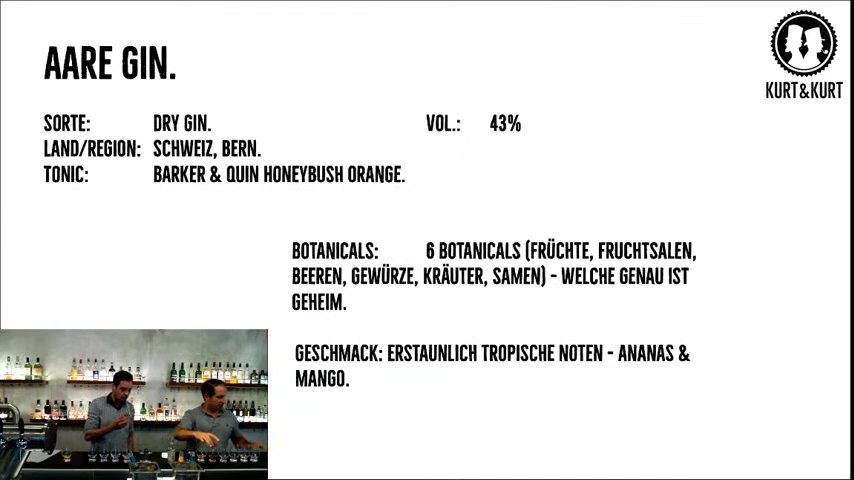 AARE GIN.
KURT&KURT
SORTE: DRY GIN. VOL.: 43%
LAND/REGION: SCHWEIZ, BERN.
TONIC: BARKER & QUIN HONEYBUSH ORANGE.
BOTANICALS: 6 BOTANICALS (FRÜCHTE, FRUCHTSALEN,
BEEREN, GEWÜRZE, KRÄUTER, SAMEN) - WELCHE GENAU IST
GEHEIM.
GESCHMACK: ERSTAUNLICH TROPISCHE NOTEN - ANANAS &
MANGO.